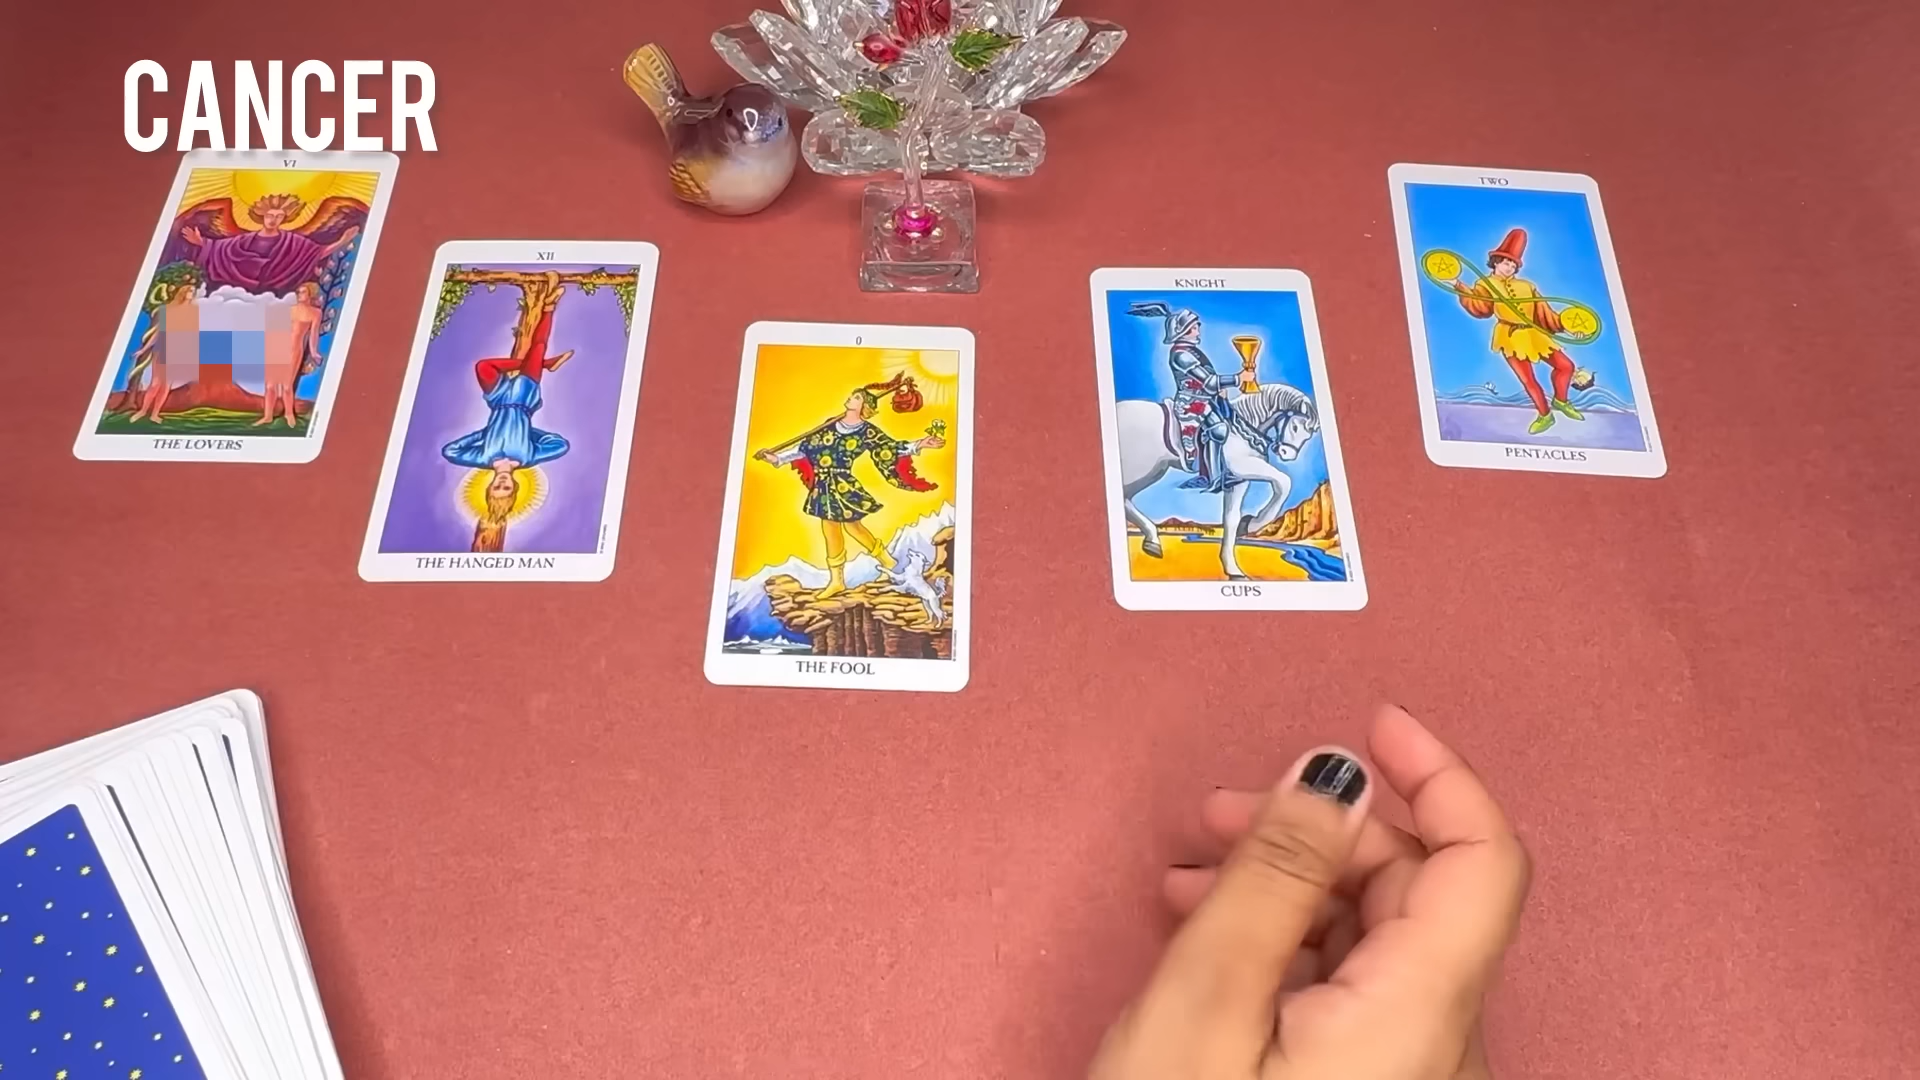 CANCER
VI
THE LOVERS
XII
THE HANGED MAN
0
THE FOOL
KNIGHT
CUPS
TWO
PENTACLES